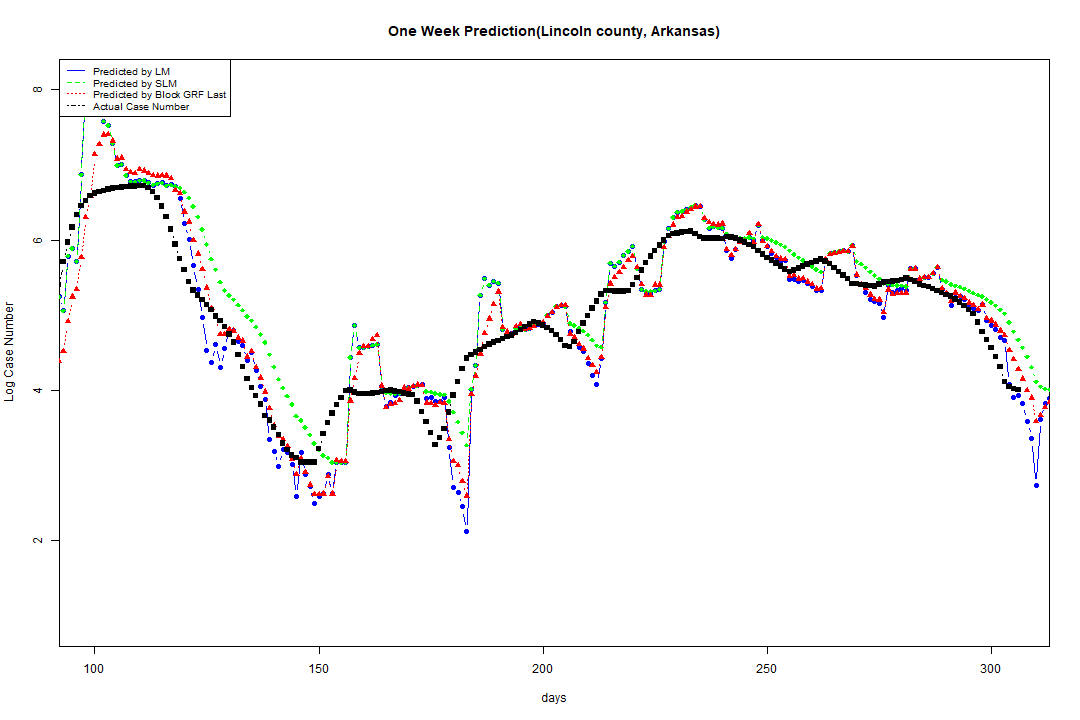 One Week Prediction(Lincoln county, Arkansas)
Predicted by LM
Predicted by SLM
Predicted by Block GRF Last
Actual Case Number
Log Case Number
8
6
4
2
100 150 200 250 300
days